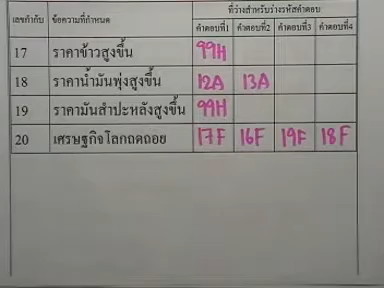 เลขกำกับ ข้อความที่กำหนด ที่ว่างสำหรับร่างรหัสคำตอบ
คำตอบที่1 คำตอบที่2 คำตอบที่3 คำตอบที่4
17 ราคาข้าวสูงขึ้น 99H
18 ราคาน้ำมันพุ่งสูงขึ้น 12A 13A
19 ราคามันสำปะหลังสูงขึ้น 99H
20 เศรษฐกิจโลกถดถอย 17F 16F 19F 18F